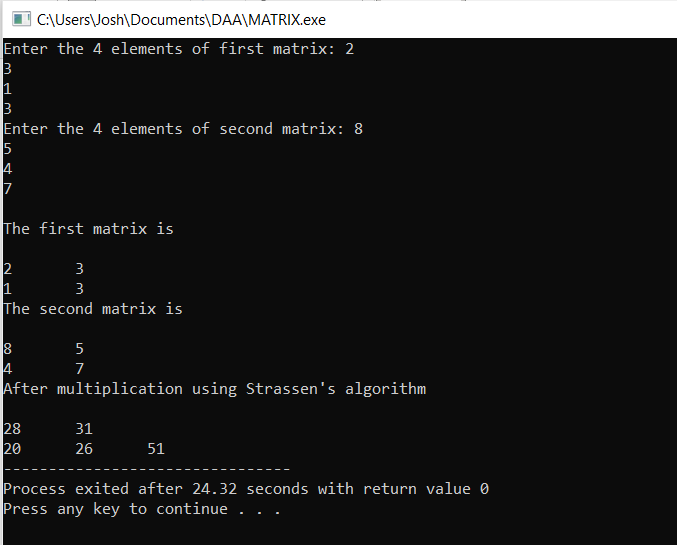 C:\Users\Josh\Documents\DAA\MATRIX.exe
Enter the 4 elements of first matrix: 2
3
1
3
Enter the 4 elements of second matrix: 8
5
4
7
The first matrix is
2 3
1 3
The second matrix is
8 5
4 7
After multiplication using Strassen's algorithm
28 31
20 26 51
--------------------------------
Process exited after 24.32 seconds with return value 0
Press any key to continue . . .